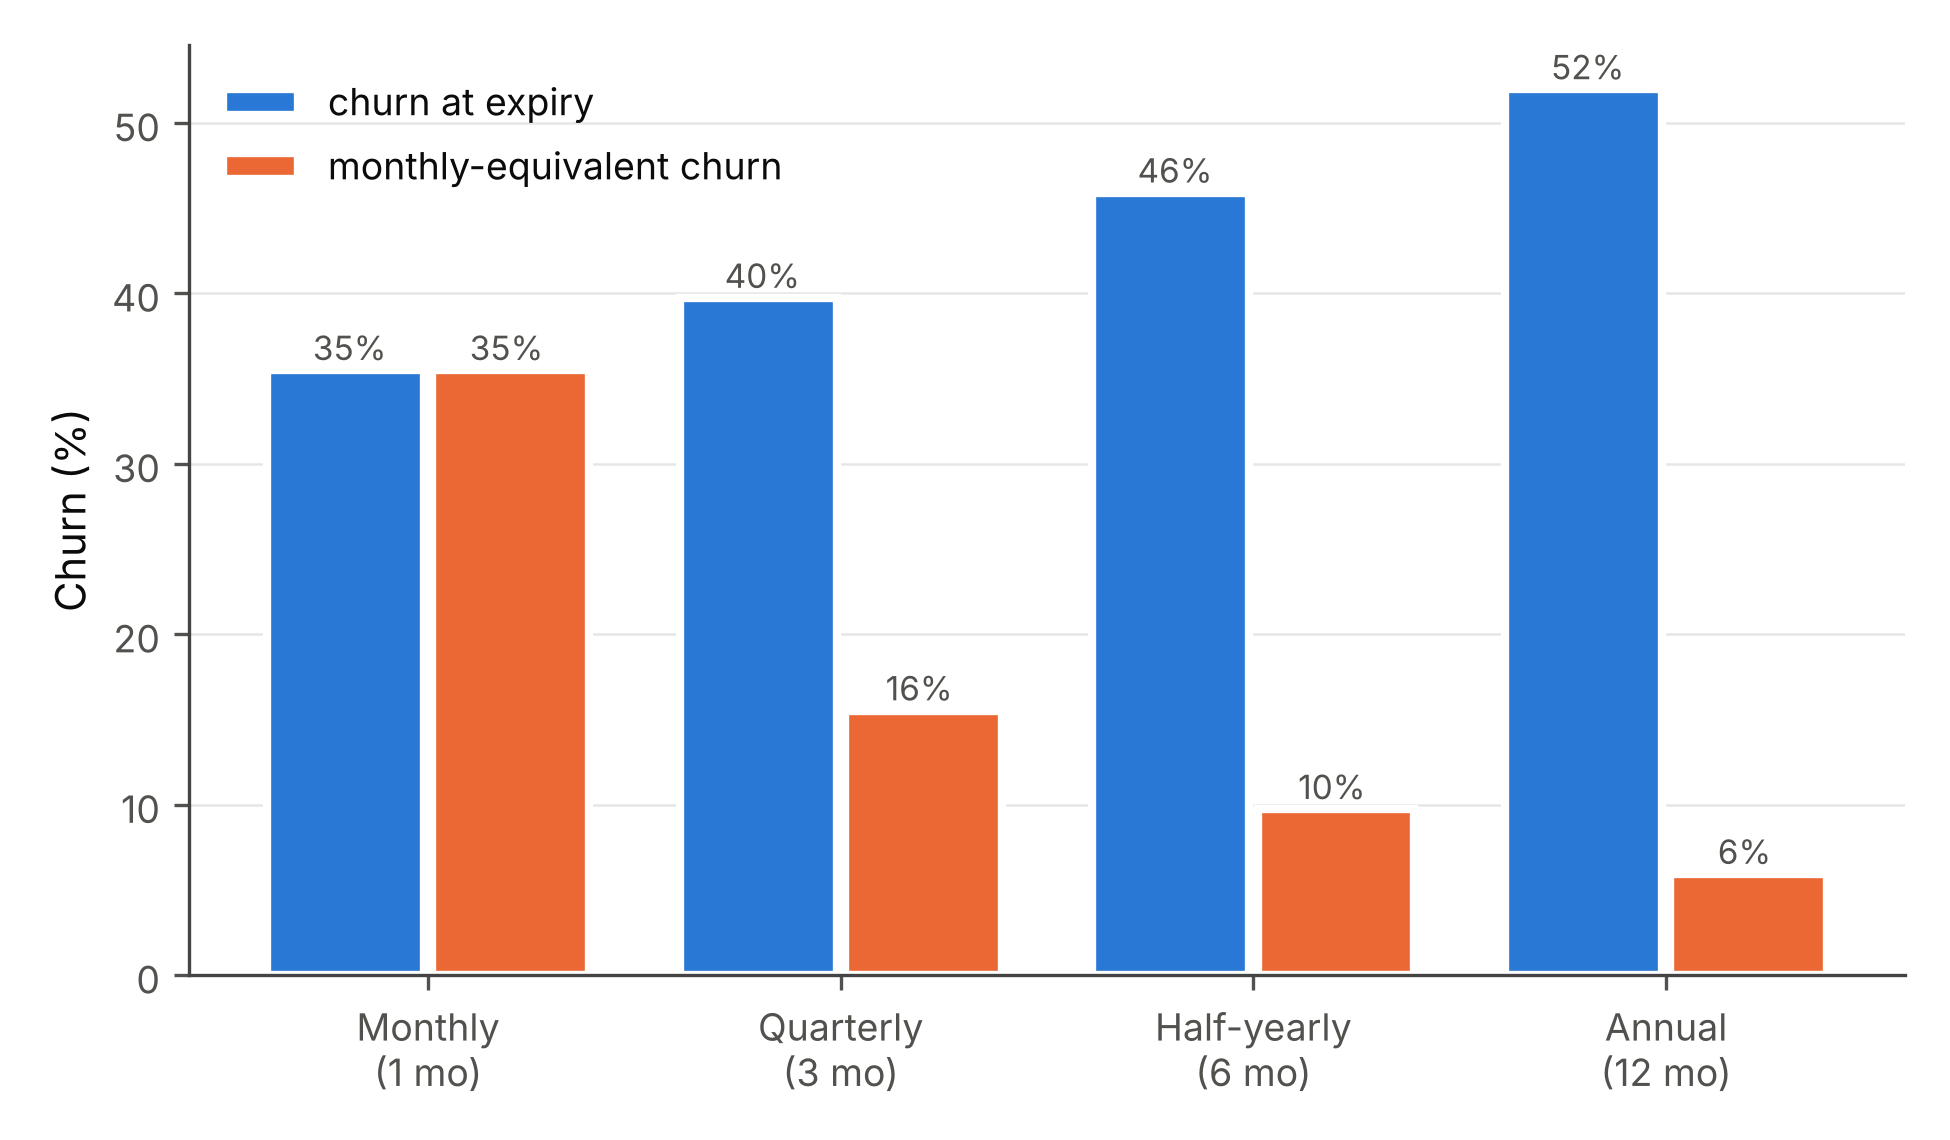 churn at expiry
monthly-equivalent churn
Churn (%)
50
40
30
20
10
0
35%
35%
40%
16%
46%
10%
52%
6%
Monthly
(1 mo)
Quarterly
(3 mo)
Half-yearly
(6 mo)
Annual
(12 mo)